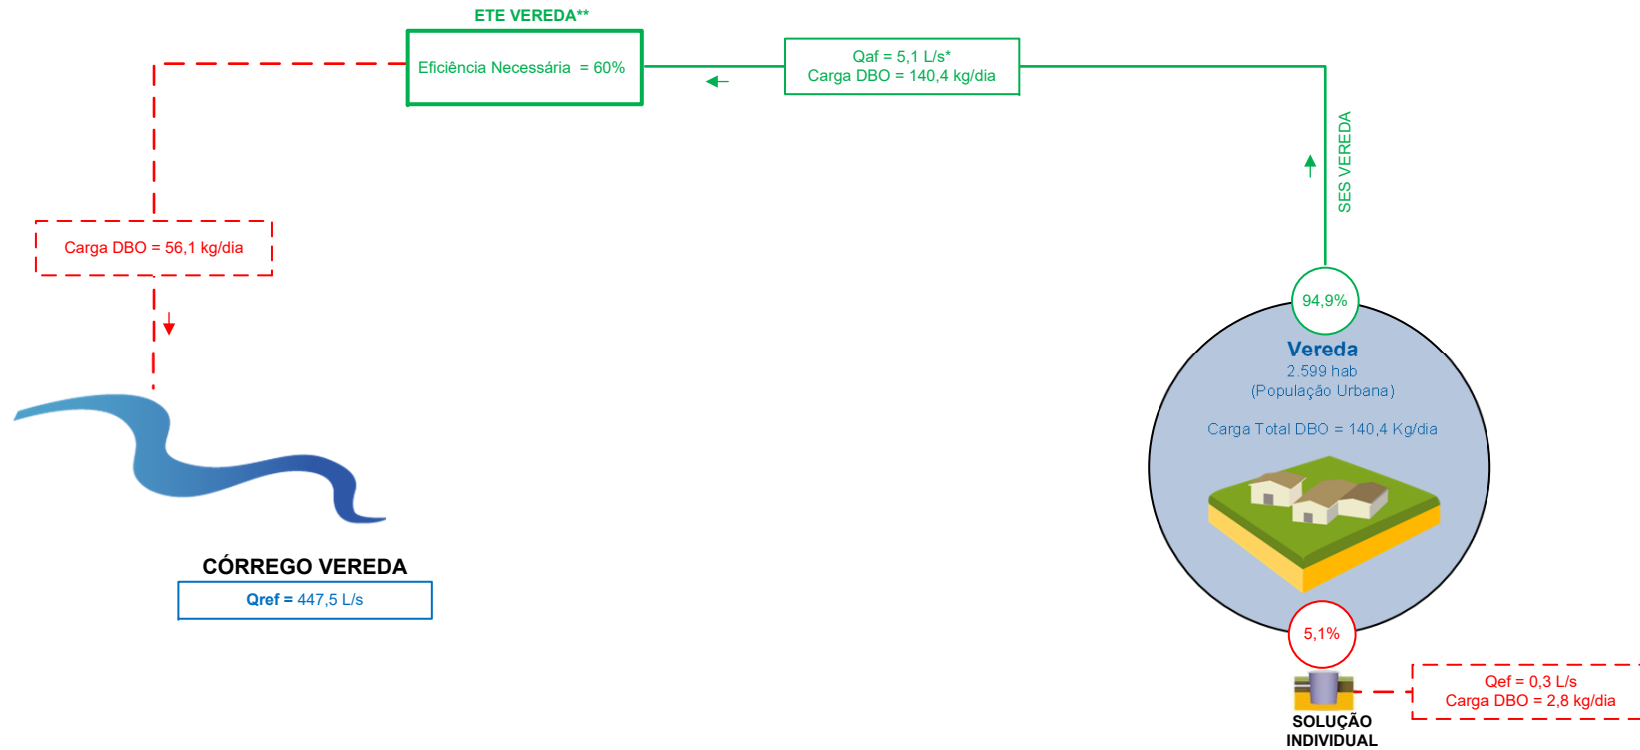 ETE VEREDA**
Eficiência Necessária = 60%
Qaf = 5,1 L/s*
Carga DBO = 140,4 kg/dia
SES VEREDA
Carga DBO = 56,1 kg/dia
94,9%
Vereda
2.599 hab
(População Urbana)
Carga Total DBO = 140,4 Kg/dia
CÓRREGO VEREDA
Qref = 447,5 L/s
5,1%
Qef = 0,3 L/s
Carga DBO = 2,8 kg/dia
SOLUÇÃO
INDIVIDUAL